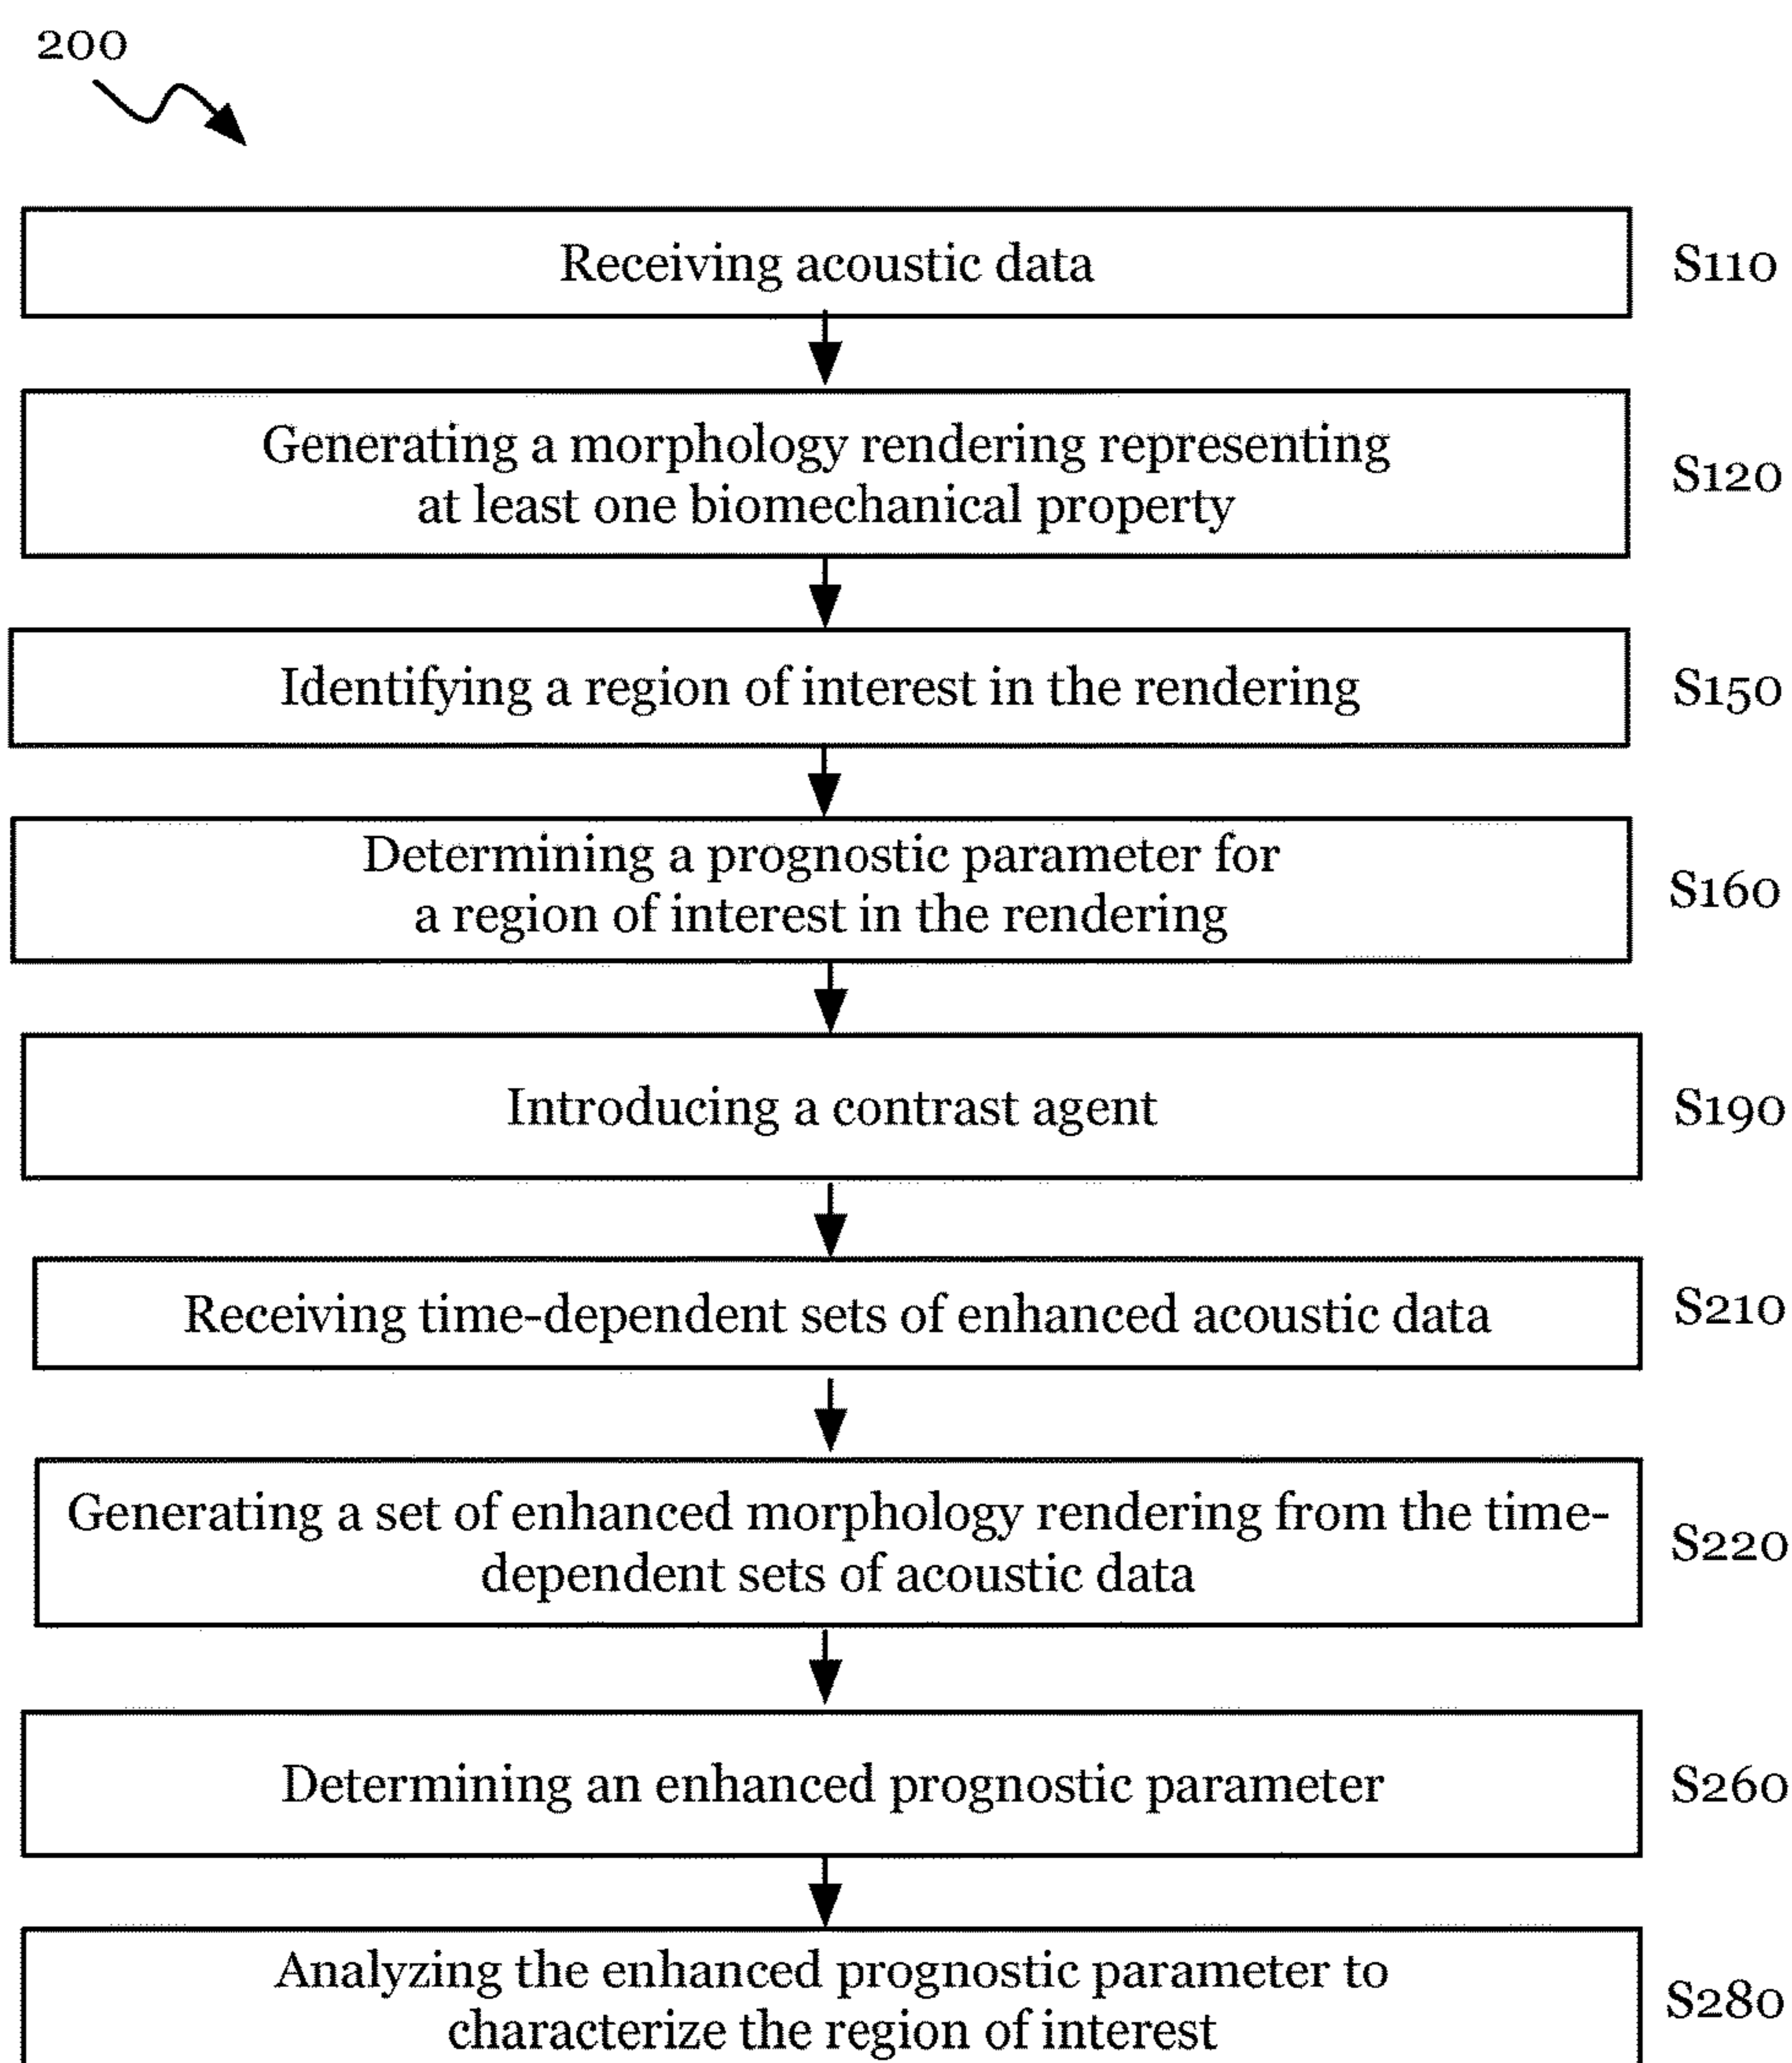 200
Receiving acoustic data
S110
Generating a morphology rendering representing
at least one biomechanical property
S120
Identifying a region of interest in the rendering
S150
Determining a prognostic parameter for
a region of interest in the rendering
S160
Introducing a contrast agent
S190
Receiving time-dependent sets of enhanced acoustic data
S210
Generating a set of enhanced morphology rendering from the time-
dependent sets of acoustic data
S220
Determining an enhanced prognostic parameter
S260
Analyzing the enhanced prognostic parameter to
characterize the region of interest
S280